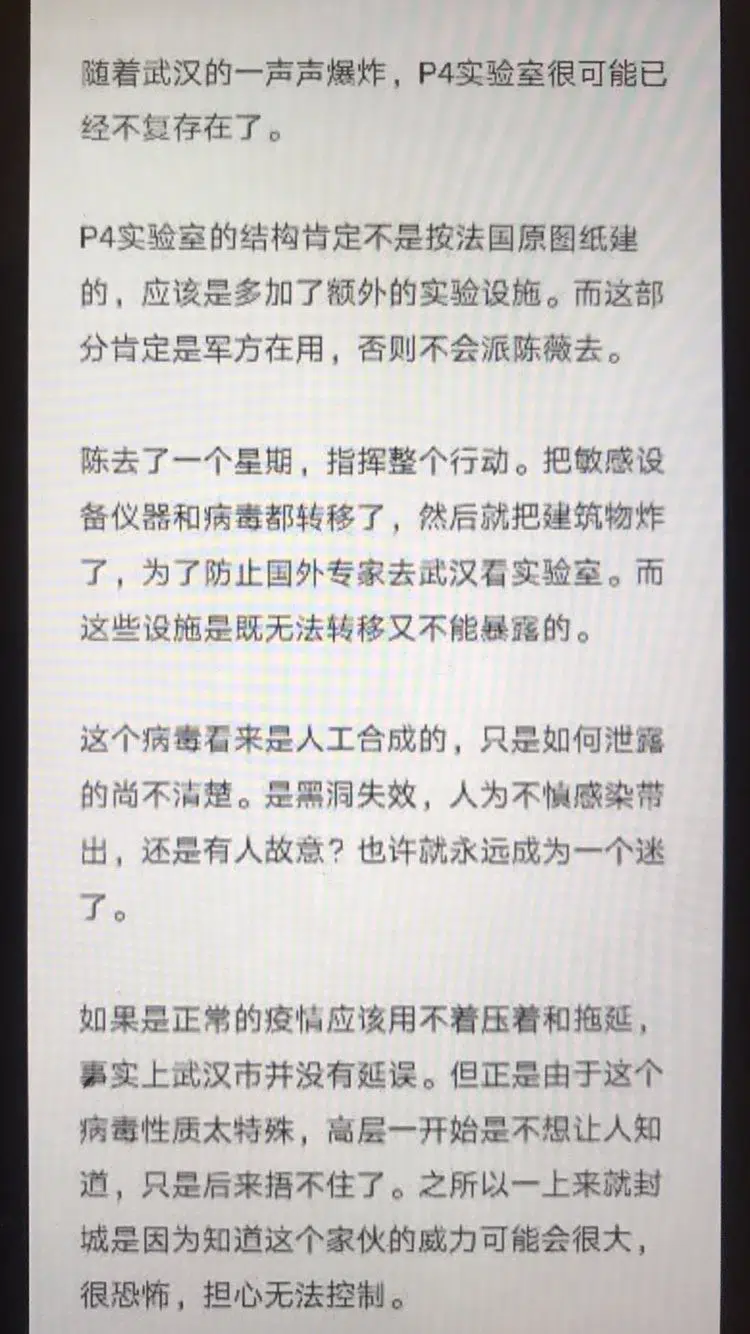 随着武汉的一声声爆炸，P4实验室很可能已
经不复存在了。
P4实验室的结构肯定不是按法国原图纸建
的，应该是多加了额外的实验设施。而这部
分肯定是军方在用，否则不会派陈薇去。
陈去了一个星期，指挥整个行动。把敏感设
备仪器和病毒都转移了，然后就把建筑物炸
了，为了防止国外专家去武汉看实验室。而
这些设施是既无法转移又不能暴露的。
这个病毒看来是人工合成的，只是如何泄露
的尚不清楚。是黑洞失效，人为不慎感染带
出，还是有人故意？也许就永远成为一个迷
了。
如果是正常的疫情应该用不着压着和拖延，
事实上武汉市并没有延误。但正是由于这个
病毒性质太特殊，高层一开始是不想让人知
道，只是后来捂不住了。之所以一上来就封
城是因为知道这个家伙的威力可能会很大，
很恐怖，担心无法控制。